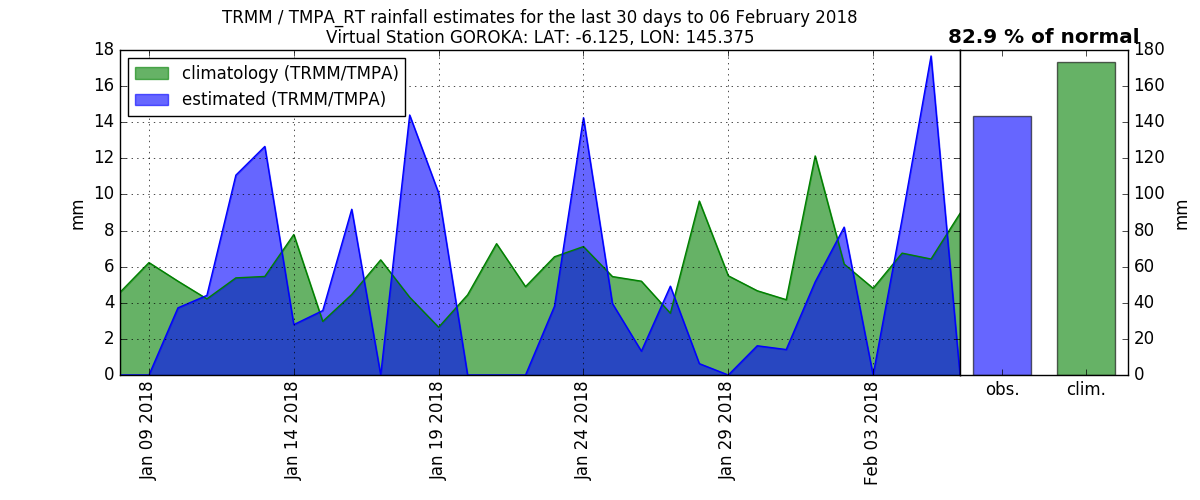 TRMM / TMPA_RT rainfall estimates for the last 30 days to 06 February 2018
Virtual Station GOROKA: LAT: -6.125, LON: 145.375
82.9 % of normal
climatology (TRMM/TMPA)
estimated (TRMM/TMPA)
18
16
14
12
10
8
6
4
2
0
mm
Jan 09 2018
Jan 14 2018
Jan 19 2018
Jan 24 2018
Jan 29 2018
Feb 03 2018
obs.
clim.
180
160
140
120
100
80
60
40
20
0
mm